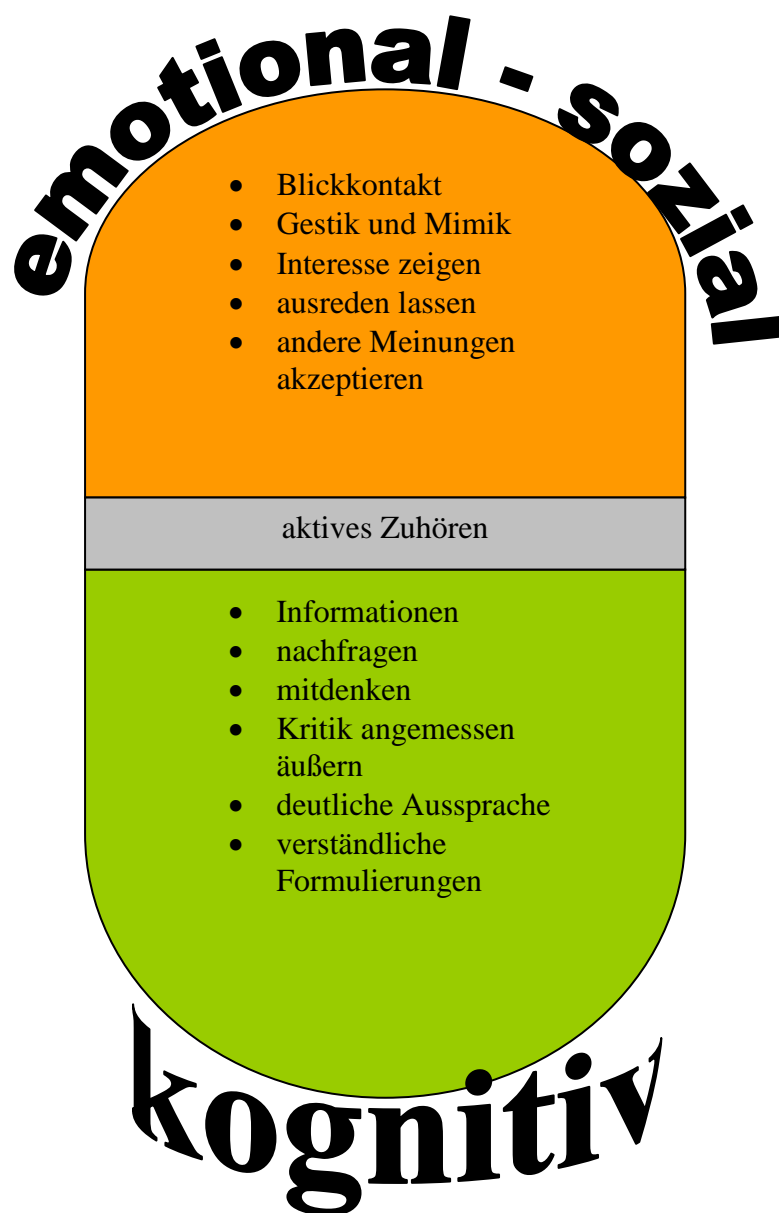 emotional - sozial
• Blickkontakt
• Gestik und Mimik
• Interesse zeigen
• ausreden lassen
• andere Meinungen
akzeptieren
aktives Zuhören
• Informationen
• nachfragen
• mitdenken
• Kritik angemessen
äußern
• deutliche Aussprache
• verständliche
Formulierungen
kognitiv